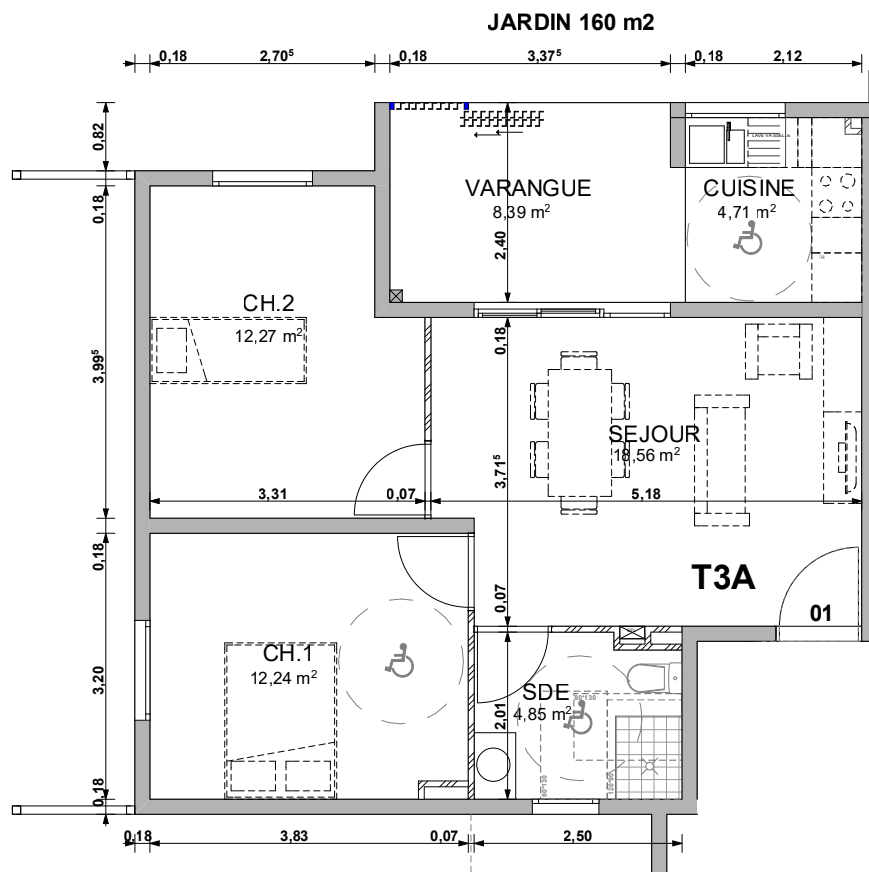 JARDIN 160 m2
0,18 2,70⁵ 0,18 3,37⁵ 0,18 2,12
0,82
VARANGUE
8,39 m²
CUISINE
4,71 m²
0,18
2,40
CH.2
12,27 m²
0,18
3,99⁵
SEJOUR
18,56 m²
3,71⁵
3,31 0,07 5,18
0,18
T3A
0,07
01
CH.1
12,24 m²
3,20
SDE
4,85 m²
2,01
80*130
80*130
0,18
0,18 3,83 0,07 2,50